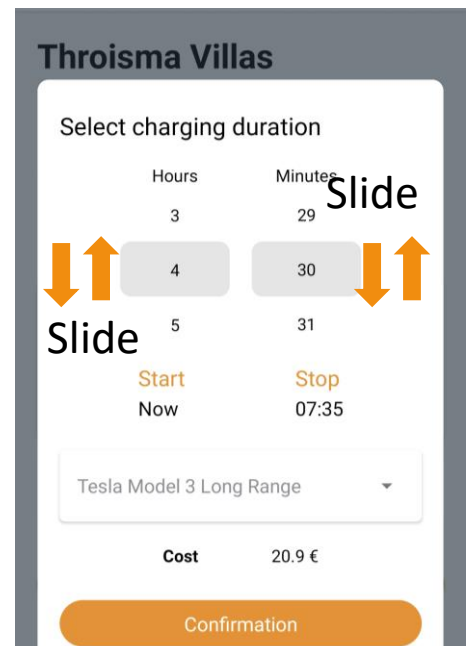 Throisma Villas
Select charging duration
Hours Minutes
Slide
3 29
4 30
Slide
5 31
Start Stop
Now 07:35
Tesla Model 3 Long Range
Cost 20.9 €
Confirmation